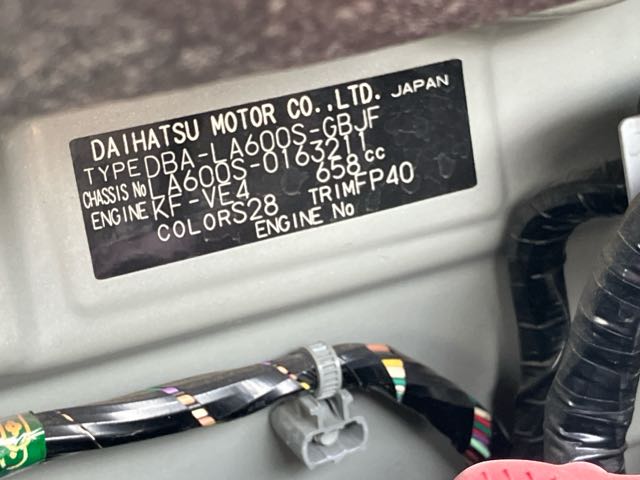 DAIHATSU MOTOR CO.,LTD. JAPAN
TYPE DBA-LA600S-GBJF
CHASSIS No LA600S-0163211
ENGINE KF-VE4 658cc
COLOR S28 TRIM FP40
ENGINE No